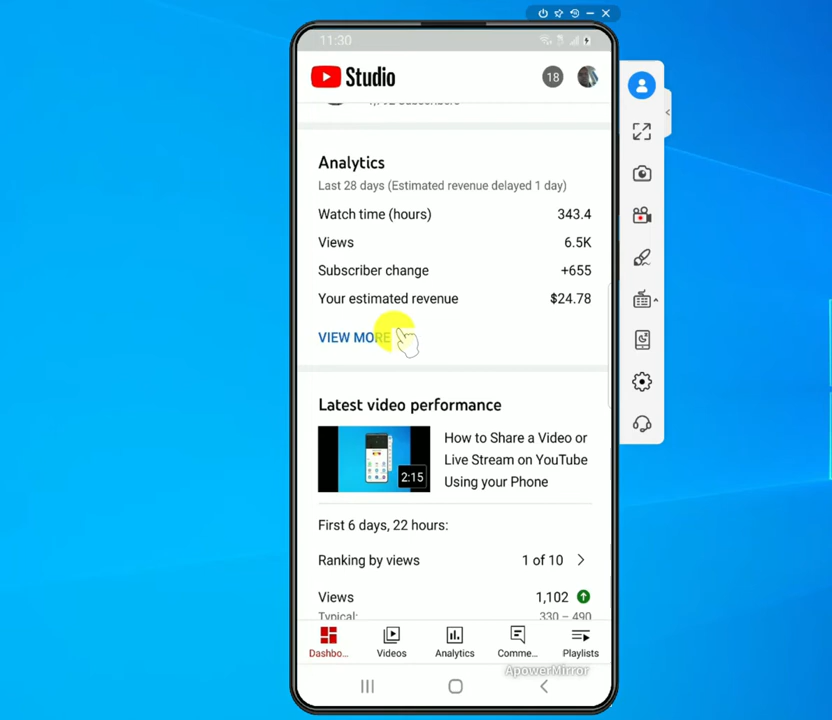 11:30
Studio
18
Analytics
Last 28 days (Estimated revenue delayed 1 day)
Watch time (hours) 343.4
Views 6.5K
Subscriber change +655
Your estimated revenue $24.78
VIEW MORE
Latest video performance
How to Share a Video or
Live Stream on YouTube
Using your Phone
2:15
First 6 days, 22 hours:
Ranking by views 1 of 10
Views 1,102
Typical: 330 – 490
Dashbo... Videos Analytics Comme... Playlists
ApowerMirror